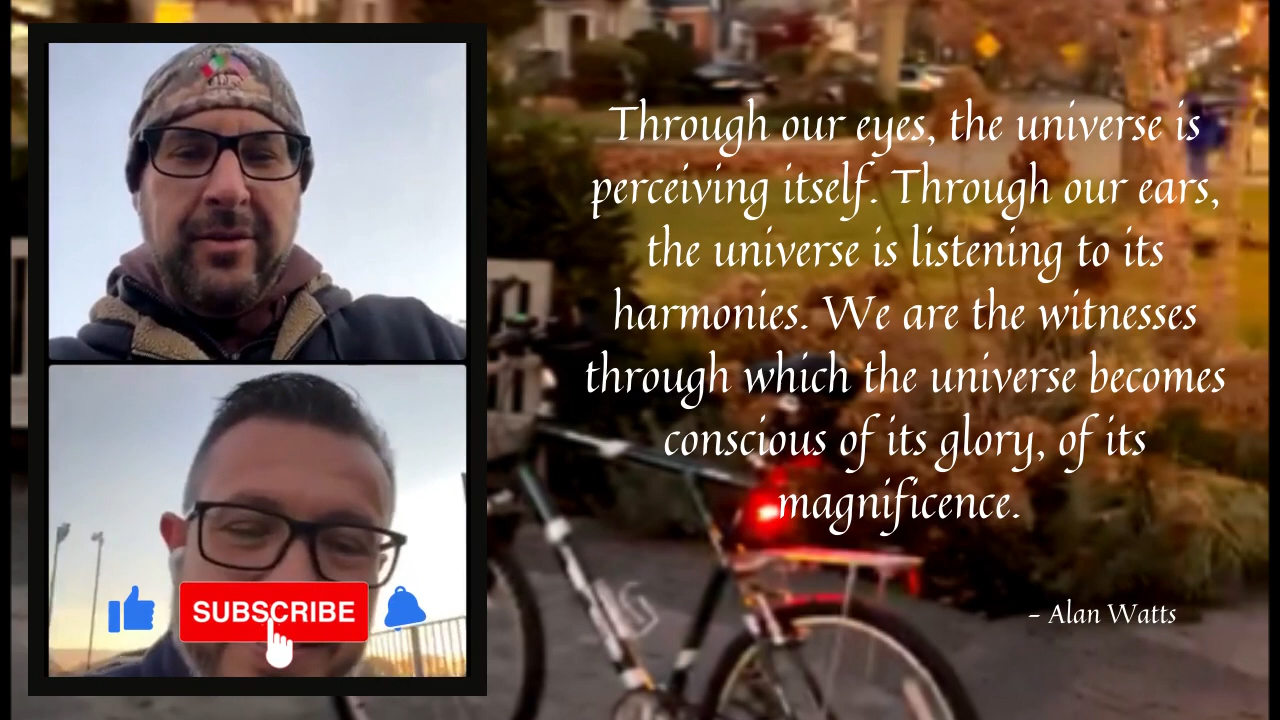 Through our eyes, the universe is
perceiving itself. Through our ears,
the universe is listening to its
harmonies. We are the witnesses
through which the universe becomes
conscious of its glory, of its
magnificence.
- Alan Watts
SUBSCRIBE